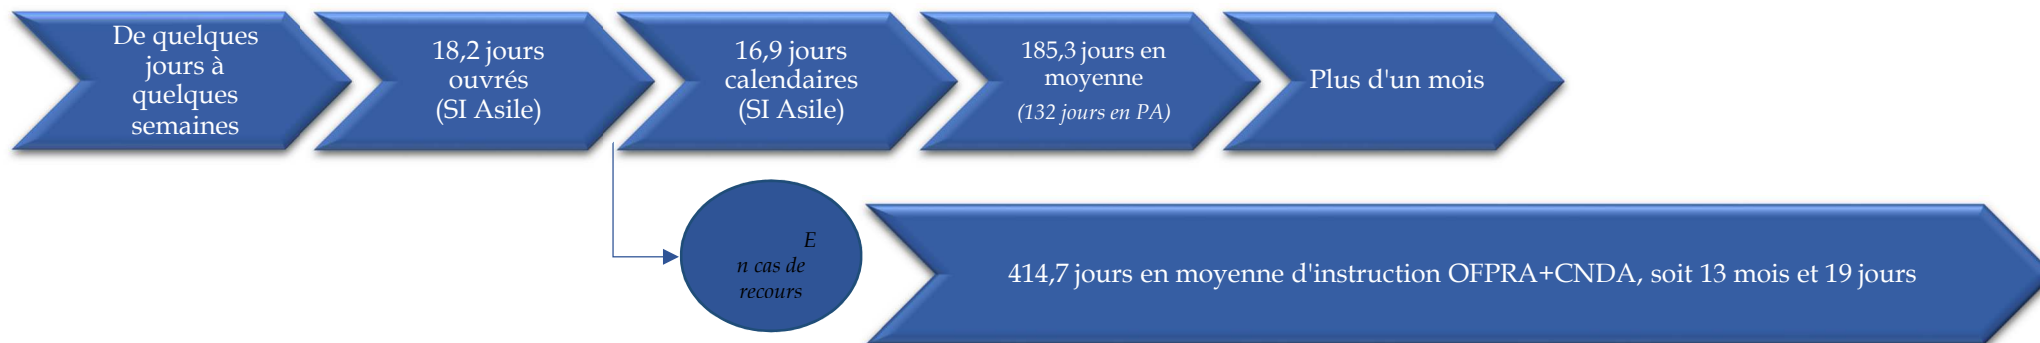 De quelques
jours à
quelques
semaines
18,2 jours
ouvrés
(SI Asile)
16,9 jours
calendaires
(SI Asile)
185,3 jours en
moyenne
(132 jours en PA)
Plus d'un mois
E
n cas de
recours
414,7 jours en moyenne d'instruction OFPRA+CNDA, soit 13 mois et 19 jours